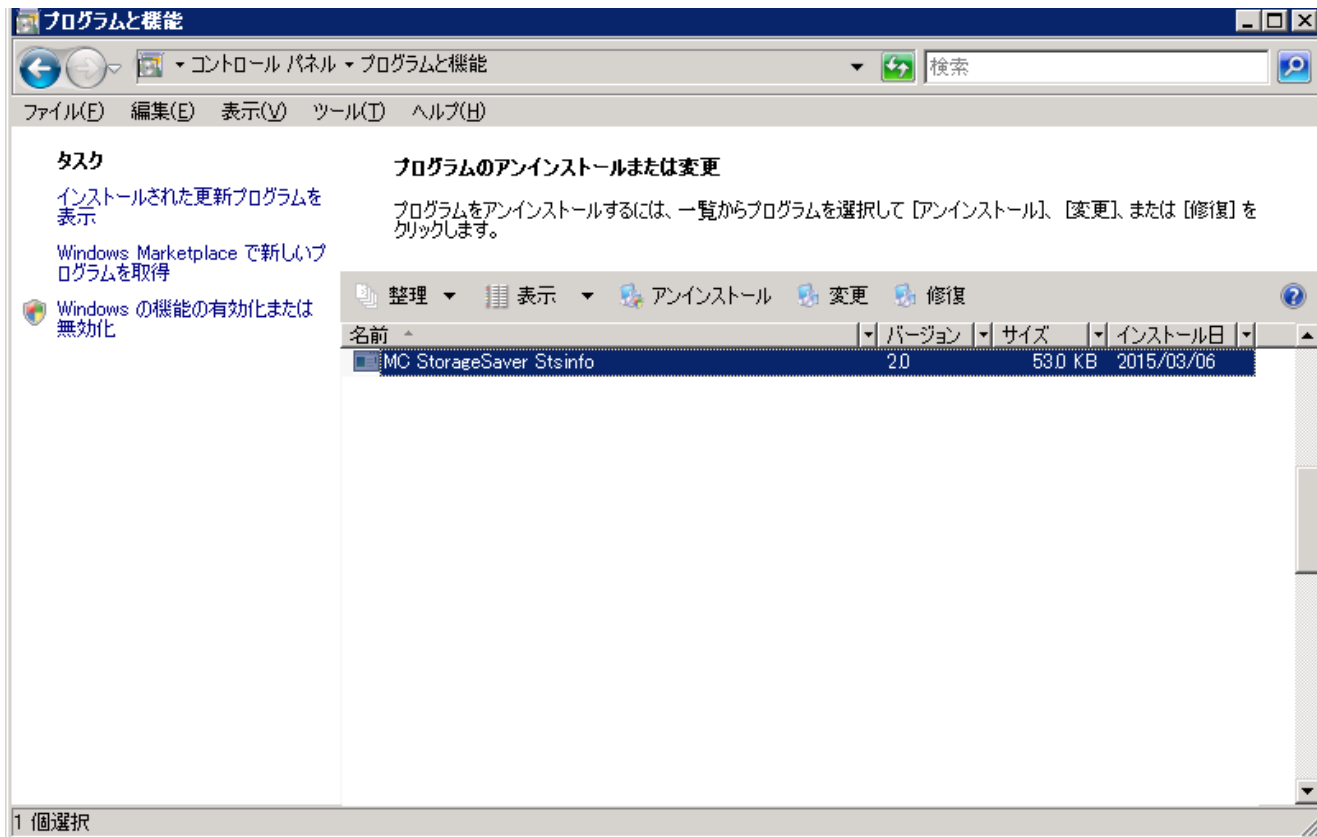 プログラムと機能
コントロール パネル プログラムと機能
検索
ファイル(F) 編集(E) 表示(V) ツール(T) ヘルプ(H)
タスク
インストールされた更新プログラムを
表示
Windows Marketplace で新しいプ
ログラムを取得
Windows の機能の有効化または
無効化
プログラムのアンインストールまたは変更
プログラムをアンインストールするには、一覧からプログラムを選択して [アンインストール]、[変更]、または [修復] を
クリックします。
整理 表示 アンインストール 変更 修復
名前 バージョン サイズ インストール日
MC StorageSaver Stsinfo 2.0 53.0 KB 2015/03/06
1 個選択